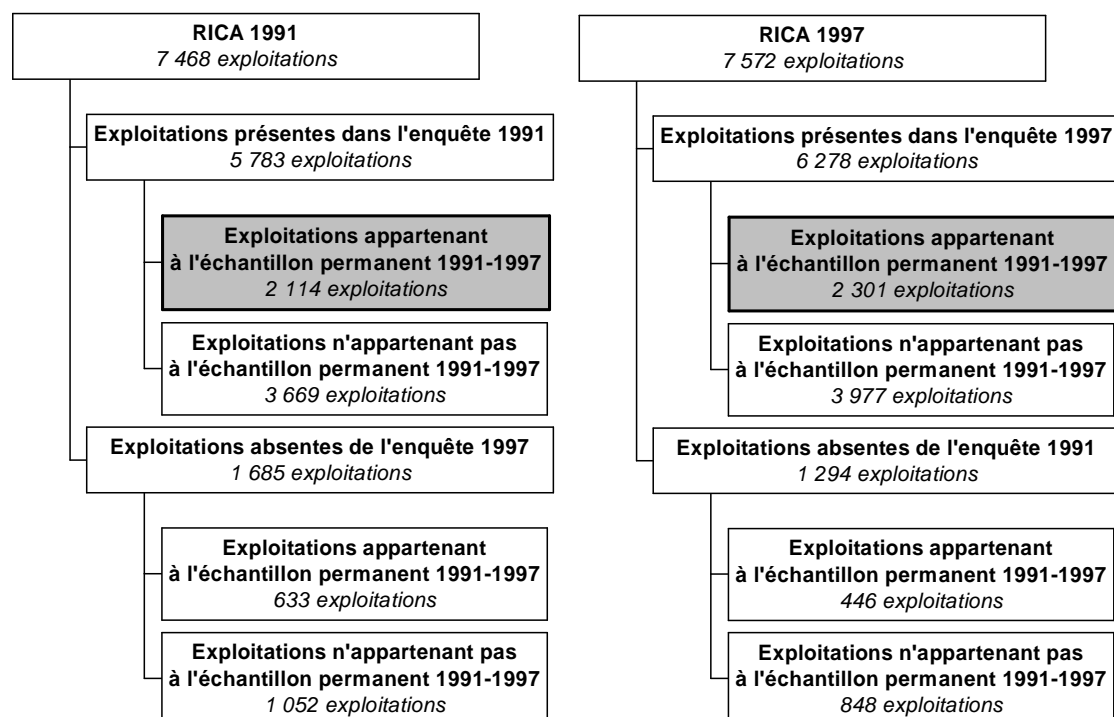 RICA 1991
7 468 exploitations
Exploitations présentes dans l'enquête 1991
5 783 exploitations
Exploitations appartenant
à l'échantillon permanent 1991-1997
2 114 exploitations
Exploitations n'appartenant pas
à l'échantillon permanent 1991-1997
3 669 exploitations
Exploitations absentes de l'enquête 1997
1 685 exploitations
Exploitations appartenant
à l'échantillon permanent 1991-1997
633 exploitations
Exploitations n'appartenant pas
à l'échantillon permanent 1991-1997
1 052 exploitations
RICA 1997
7 572 exploitations
Exploitations présentes dans l'enquête 1997
6 278 exploitations
Exploitations appartenant
à l'échantillon permanent 1991-1997
2 301 exploitations
Exploitations n'appartenant pas
à l'échantillon permanent 1991-1997
3 977 exploitations
Exploitations absentes de l'enquête 1991
1 294 exploitations
Exploitations appartenant
à l'échantillon permanent 1991-1997
446 exploitations
Exploitations n'appartenant pas
à l'échantillon permanent 1991-1997
848 exploitations